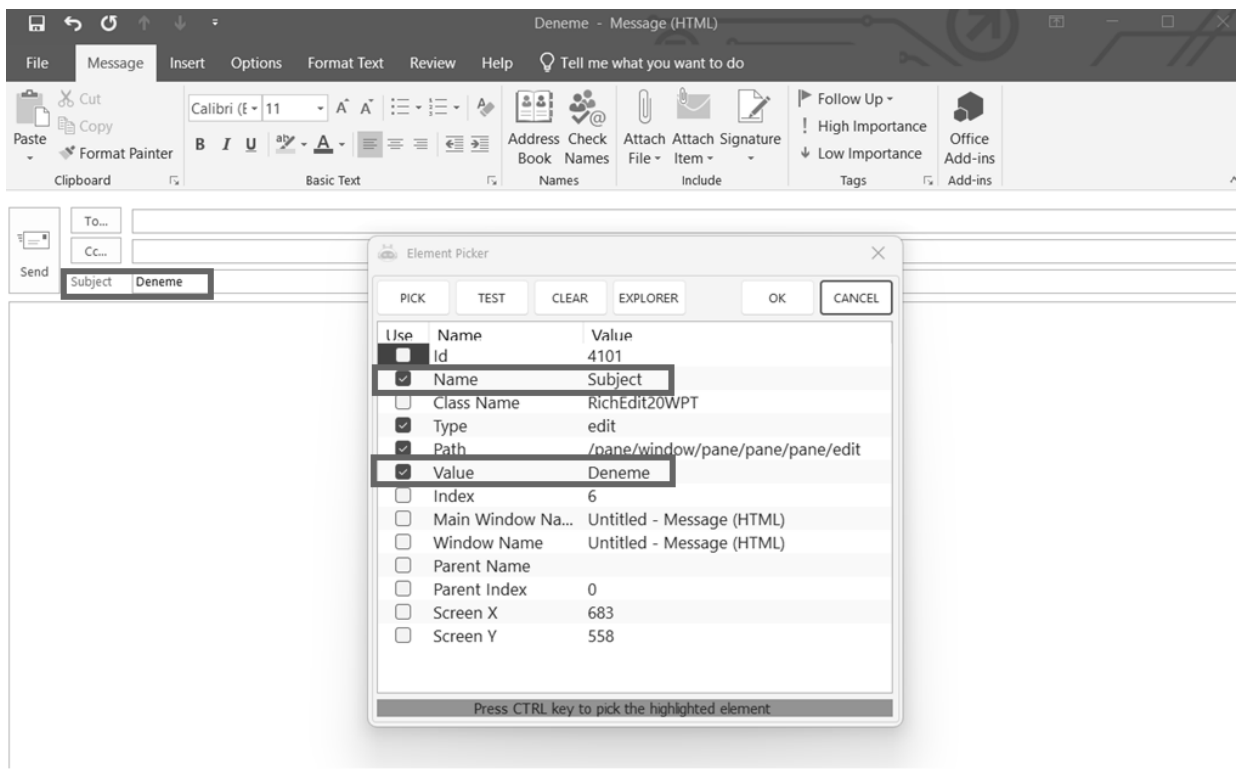 Deneme - Message (HTML)
File Message Insert Options Format Text Review Help Tell me what you want to do
Cut
Copy
Format Painter
Paste
Clipboard
Calibri (E 11 A A
B I U aby A
Basic Text
Address Book
Check Names
Names
Attach File
Attach Item
Signature
Include
Follow Up
! High Importance
Low Importance
Tags
Office Add-ins
Add-ins
Send
To...
Cc...
Subject Deneme
Element Picker
PICK TEST CLEAR EXPLORER OK CANCEL
Use Name Value
Id 4101
Name Subject
Class Name RichEdit20WPT
Type edit
Path /pane/window/pane/pane/pane/edit
Value Deneme
Index 6
Main Window Na... Untitled - Message (HTML)
Window Name Untitled - Message (HTML)
Parent Name
Parent Index 0
Screen X 683
Screen Y 558
Press CTRL key to pick the highlighted element